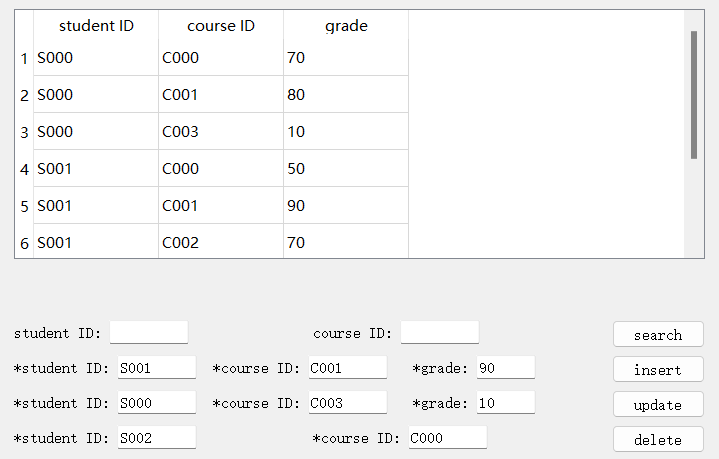 student ID course ID grade
1 S000 C000 70
2 S000 C001 80
3 S000 C003 10
4 S001 C000 50
5 S001 C001 90
6 S001 C002 70
student ID: course ID: search
*student ID: S001 *course ID: C001 *grade: 90 insert
*student ID: S000 *course ID: C003 *grade: 10 update
*student ID: S002 *course ID: C000 delete